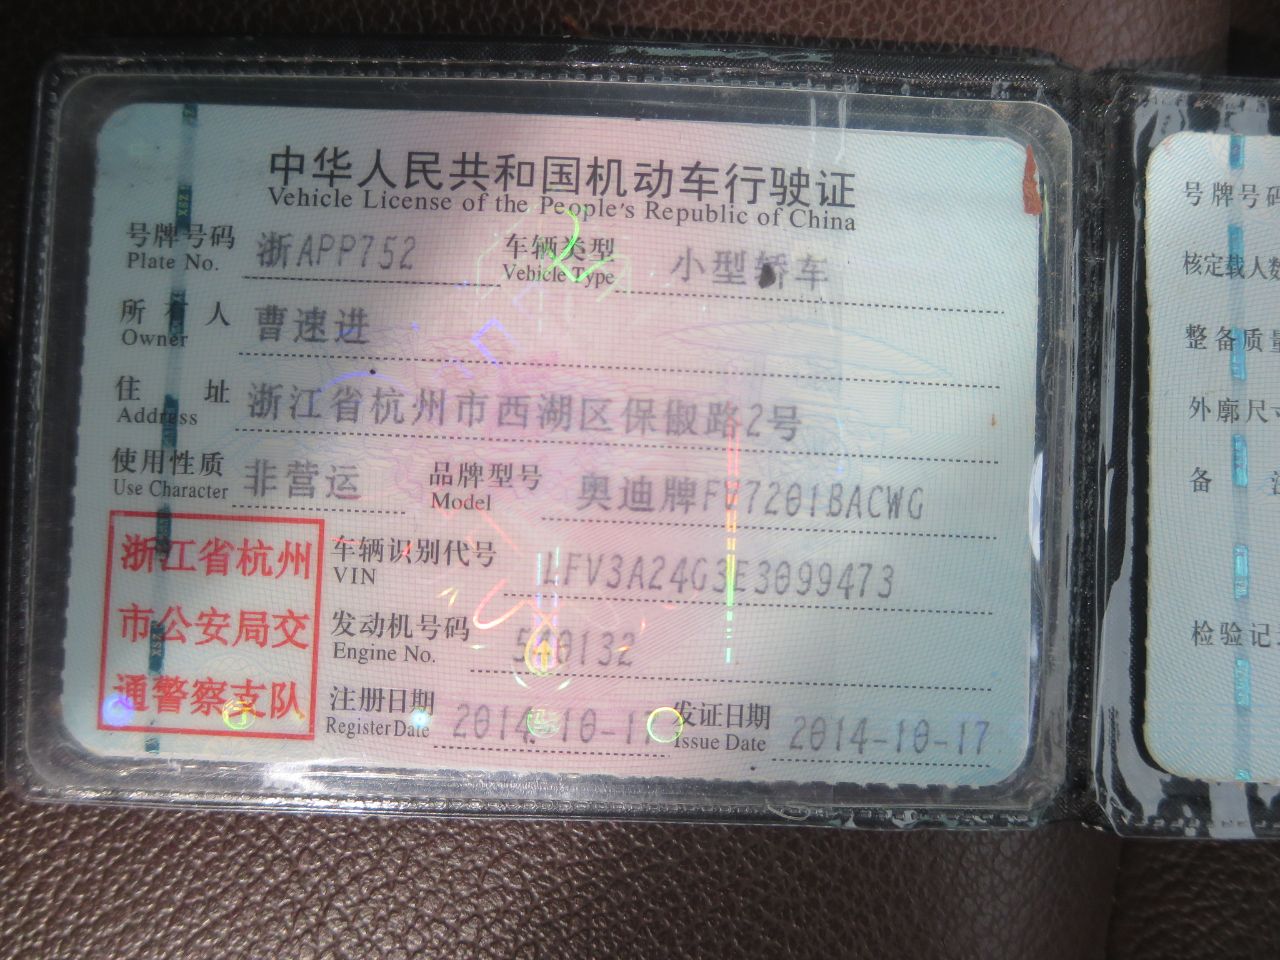 中华人民共和国机动车行驶证
Vehicle License of the People's Republic of China
号牌号码 浙APP752 车辆类型 小型轿车
Plate No. Vehicle Type
所有人 曹速进
Owner
住址 浙江省杭州市西湖区保俶路2号
Address
使用性质 非营运 品牌型号 奥迪牌FV7201BACWG
Use Character Model
浙江省杭州
市公安局交
通警察支队
车辆识别代号 LFV3A24G3E3099473
VIN
发动机号码 540132
Engine No.
注册日期 2014-10-17 发证日期 2014-10-17
Register Date Issue Date
号牌号码
核定载人数
整备质量
外廓尺寸
备
检验记